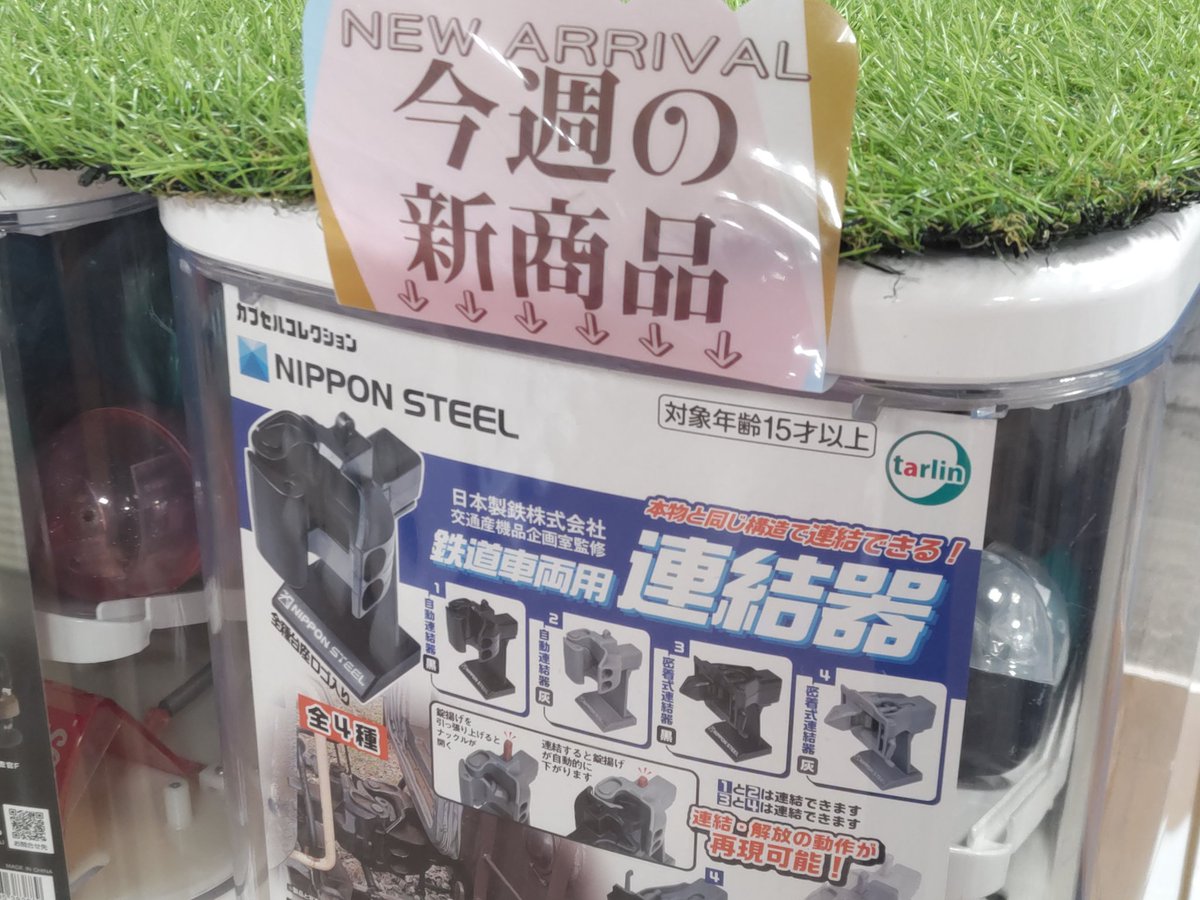 NEW ARRIVAL
今週の
新商品
↓ ↓ ↓ ↓ ↓ ↓
カプセルコレクション
NIPPON STEEL
対象年齢15才以上
tarlin
日本製鉄株式会社
交通産機品企画室監修
本物と同じ構造で連結できる!
鉄道車両用 連結器
NIPPON STEEL
全種台座ロゴ入り
1 自動連結器 黒
2 自動連結器 灰
3 密着式連結器 黒
4 密着式連結器 灰
NIPPON STEEL
全4種
錠揚げを
引っ張り上げると
ナックルが
開く
連結すると錠揚げ
が自動的に
下がります
1と2は連結できます
3と4は連結できます
連結・解放の動作が
再現可能!
4
お問合せ先
MADE IN CHINA